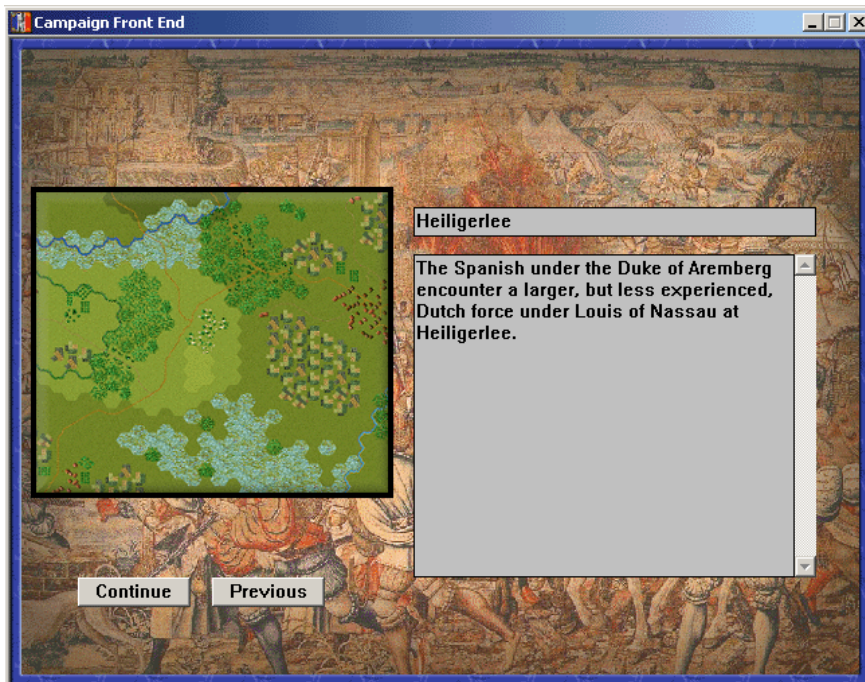 Campaign Front End
Heiligerlee
The Spanish under the Duke of Aremberg
encounter a larger, but less experienced,
Dutch force under Louis of Nassau at
Heiligerlee.
Continue
Previous